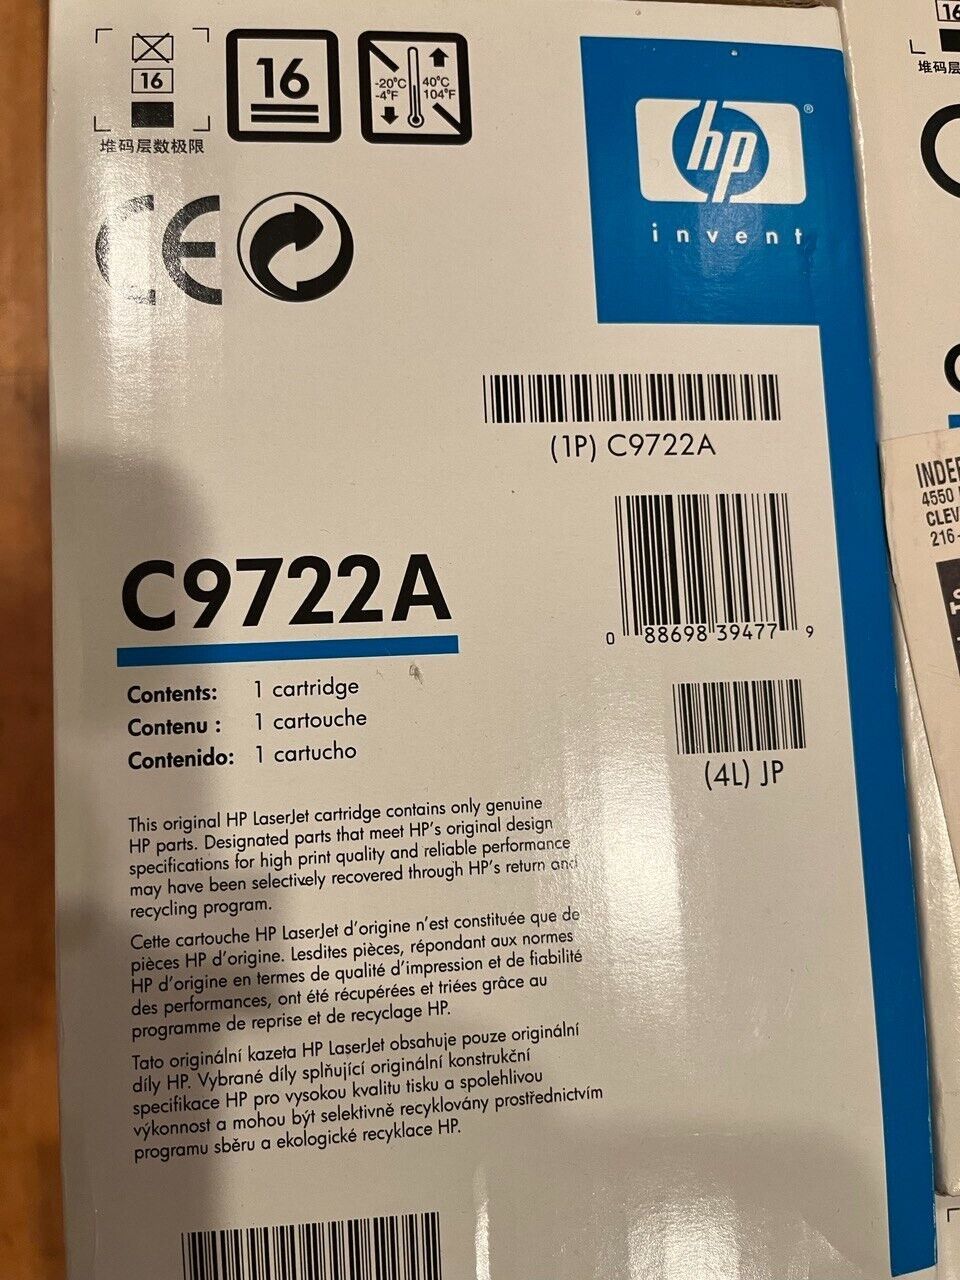 16
堆码层数极限
16
-20°C
-4°F
40°C
104°F
CE
hp
®
invent
(1P) C9722A
C9722A
0 88698 39477 9
Contents: 1 cartridge
Contenu : 1 cartouche
Contenido: 1 cartucho
(4L) JP
This original HP LaserJet cartridge contains only genuine
HP parts. Designated parts that meet HP's original design
specifications for high print quality and reliable performance
may have been selectively recovered through HP's return and
recycling program.
Cette cartouche HP LaserJet d'origine n'est constituée que de
pièces HP d'origine. Lesdites pièces, répondant aux normes
HP d'origine en termes de qualité d'impression et de fiabilité
des performances, ont été récupérées et triées grâce au
programme de reprise et de recyclage HP.
Tato originální kazeta HP LaserJet obsahuje pouze originální
díly HP. Vybrané díly splňující originální konstrukční
specifikace HP pro vysokou kvalitu tisku a spolehlivou
výkonnost a mohou být selektivně recyklovány prostřednictvím
programu sběru a ekologické recyklace HP.
16
堆码层
4550
216-